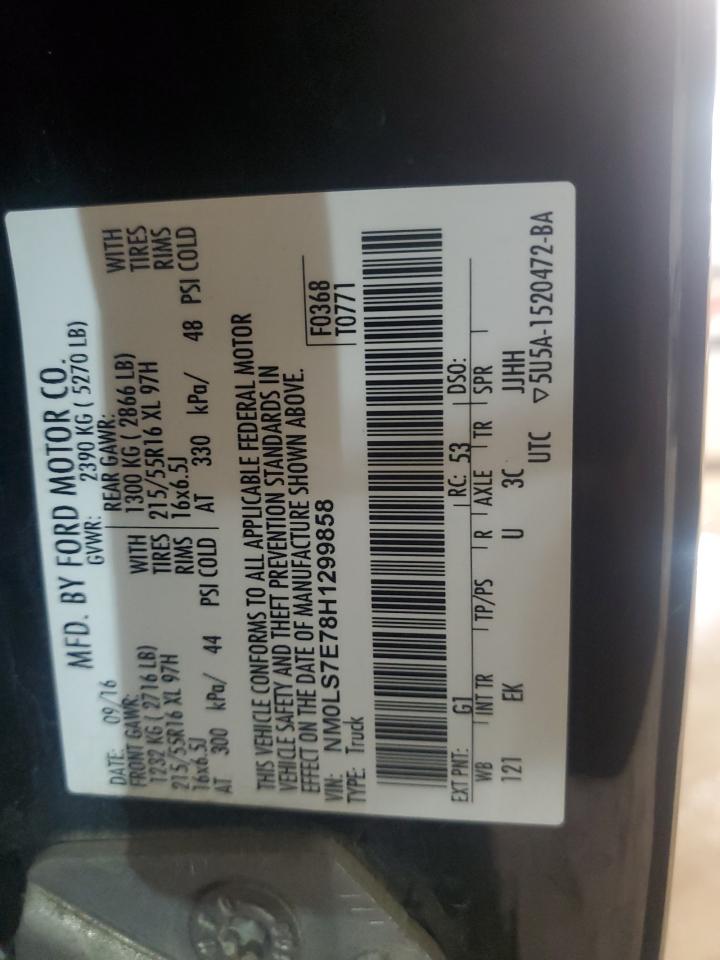 MFD. BY FORD MOTOR CO.
DATE: 09/16 GVWR: 2390 KG ( 5270 LB)
FRONT GAWR: REAR GAWR:
1232 KG ( 2716 LB) WITH 1300 KG ( 2866 LB) WITH
215/55R16 XL 97H TIRES 215/55R16 XL 97H TIRES
16x6.5J RIMS 16x6.5J RIMS
AT 300 kPa/ 44 PSI COLD AT 330 kPa/ 48 PSI COLD
THIS VEHICLE CONFORMS TO ALL APPLICABLE FEDERAL MOTOR
VEHICLE SAFETY AND THEFT PREVENTION STANDARDS IN
EFFECT ON THE DATE OF MANUFACTURE SHOWN ABOVE.
VIN: NM0LS7E78H1299858 F0368
TYPE: Truck T0771
EXT PNT: G1 RC: 53 DSO:
WB INT TR TP/PS R AXLE TR SPR
121 EK U 3C JJHH
UTC ▽5U5A-1520472-BA